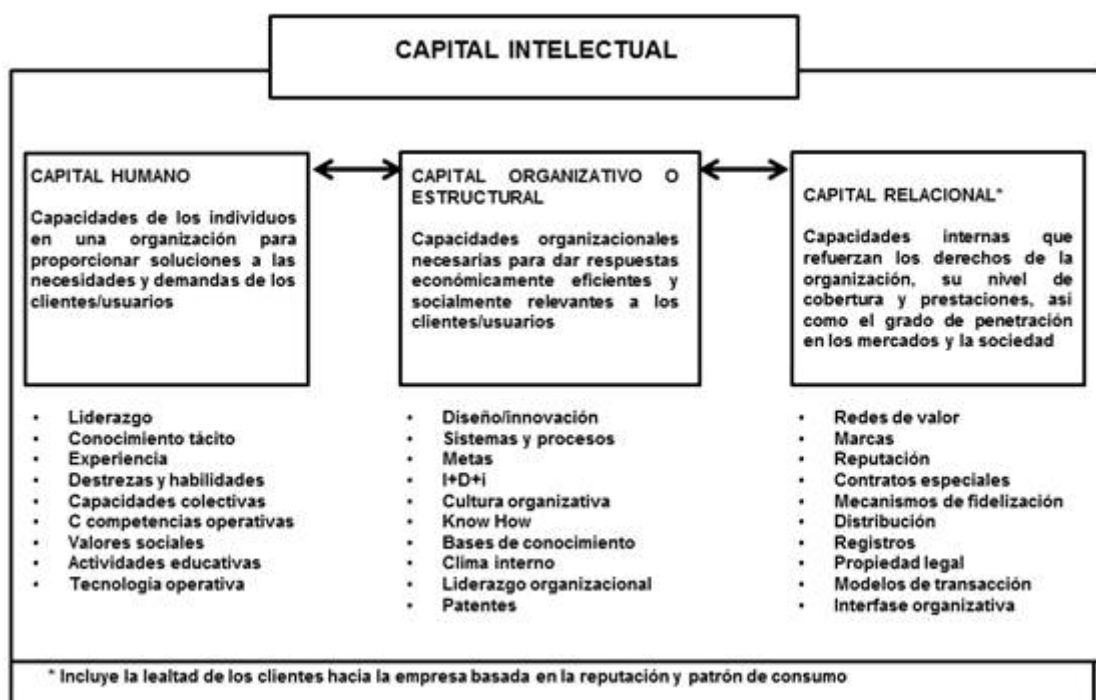 CAPITAL INTELECTUAL
CAPITAL HUMANO
Capacidades de los individuos
en una organización para
proporcionar soluciones a las
necesidades y demandas de los
clientes/usuarios
CAPITAL ORGANIZATIVO O
ESTRUCTURAL
Capacidades organizacionales
necesarias para dar respuestas
económicamente eficientes y
socialmente relevantes a los
clientes/usuarios
CAPITAL RELACIONAL*
Capacidades internas que
refuerzan los derechos de la
organización, su nivel de
cobertura y prestaciones, así
como el grado de penetración
en los mercados y la sociedad
• Liderazgo
• Conocimiento tácito
• Experiencia
• Destrezas y habilidades
• Capacidades colectivas
• C competencias operativas
• Valores sociales
• Actividades educativas
• Tecnología operativa
• Diseño/innovación
• Sistemas y procesos
• Metas
• I+D+i
• Cultura organizativa
• Know How
• Bases de conocimiento
• Clima interno
• Liderazgo organizacional
• Patentes
• Redes de valor
• Marcas
• Reputación
• Contratos especiales
• Mecanismos de fidelización
• Distribución
• Registros
• Propiedad legal
• Modelos de transacción
• Interfase organizativa
* Incluye la lealtad de los clientes hacia la empresa basada en la reputación y patrón de consumo